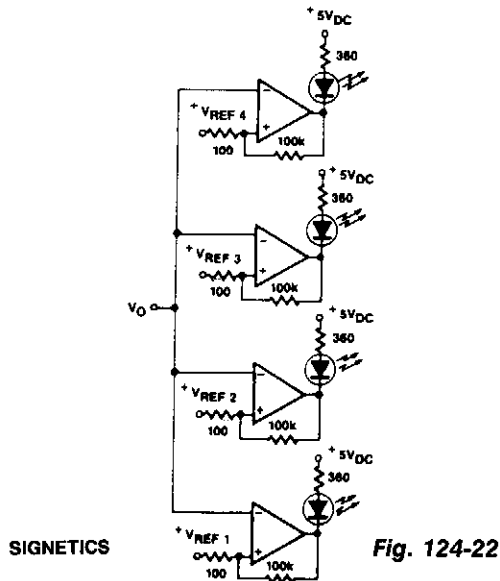 + 5VDC
360
+ VREF 4
100
100k
+ 5VDC
360
+ VREF 3
100
100k
VO
+ 5VDC
360
+ VREF 2
100
100k
+ 5VDC
360
+ VREF 1
100
100k
SIGNETICS
Fig. 124-22